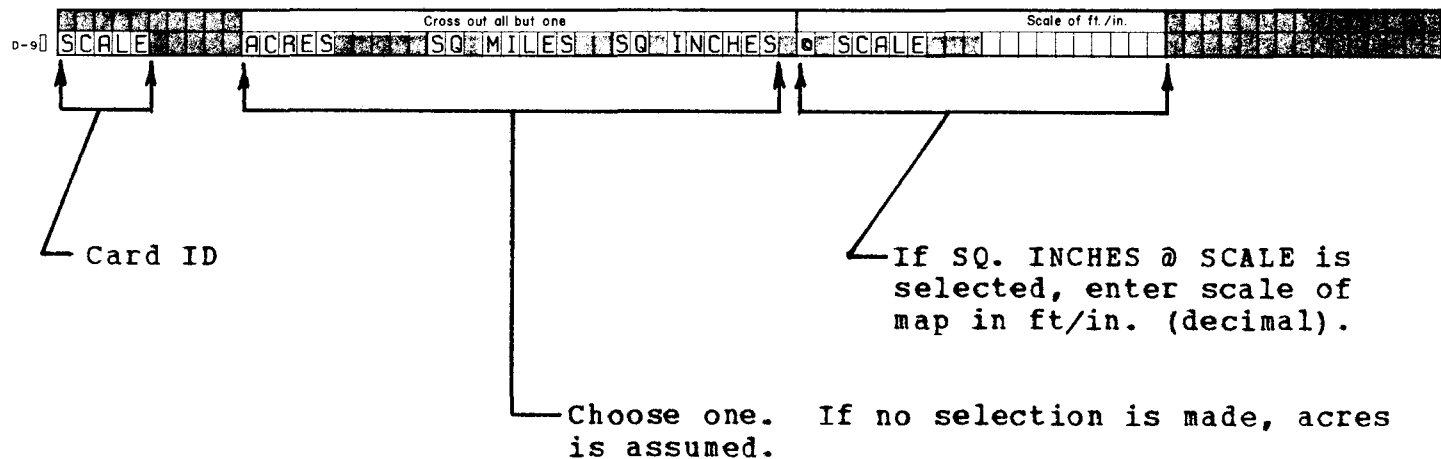 Cross out all but one Scale of ft./in.
D-9 SCALE ACRES SQ MILES SQ INCHES @ SCALE
Card ID
If SQ. INCHES @ SCALE is
selected, enter scale of
map in ft/in. (decimal).
Choose one. If no selection is made, acres
is assumed.